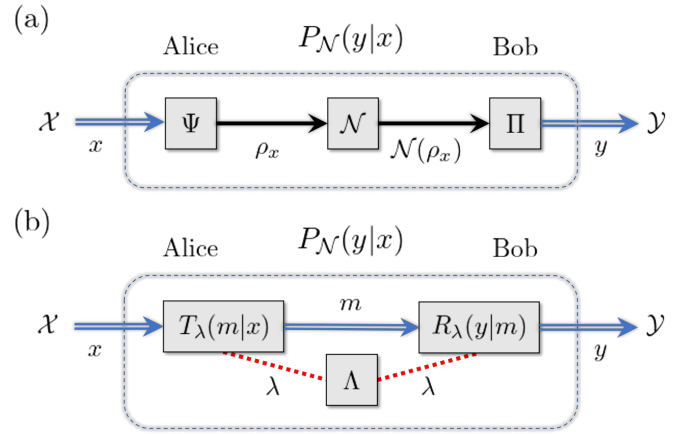 (a)
Alice P_𝒩(y|x) Bob
𝒳 Ψ 𝒩 Π 𝒴
x ρ_x 𝒩(ρ_x) y
(b)
Alice P_𝒩(y|x) Bob
m
𝒳 T_λ(m|x) R_λ(y|m) 𝒴
x y
λ Λ λ